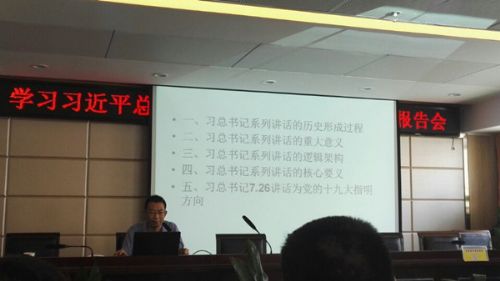 学习习近平总
报告会
• 一、习总书记系列讲话的历史形成过程
• 二、习总书记系列讲话的重大意义
• 三、习总书记系列讲话的逻辑架构
• 四、习总书记系列讲话的核心要义
• 五、习总书记7.26讲话为党的十九大指明
方向